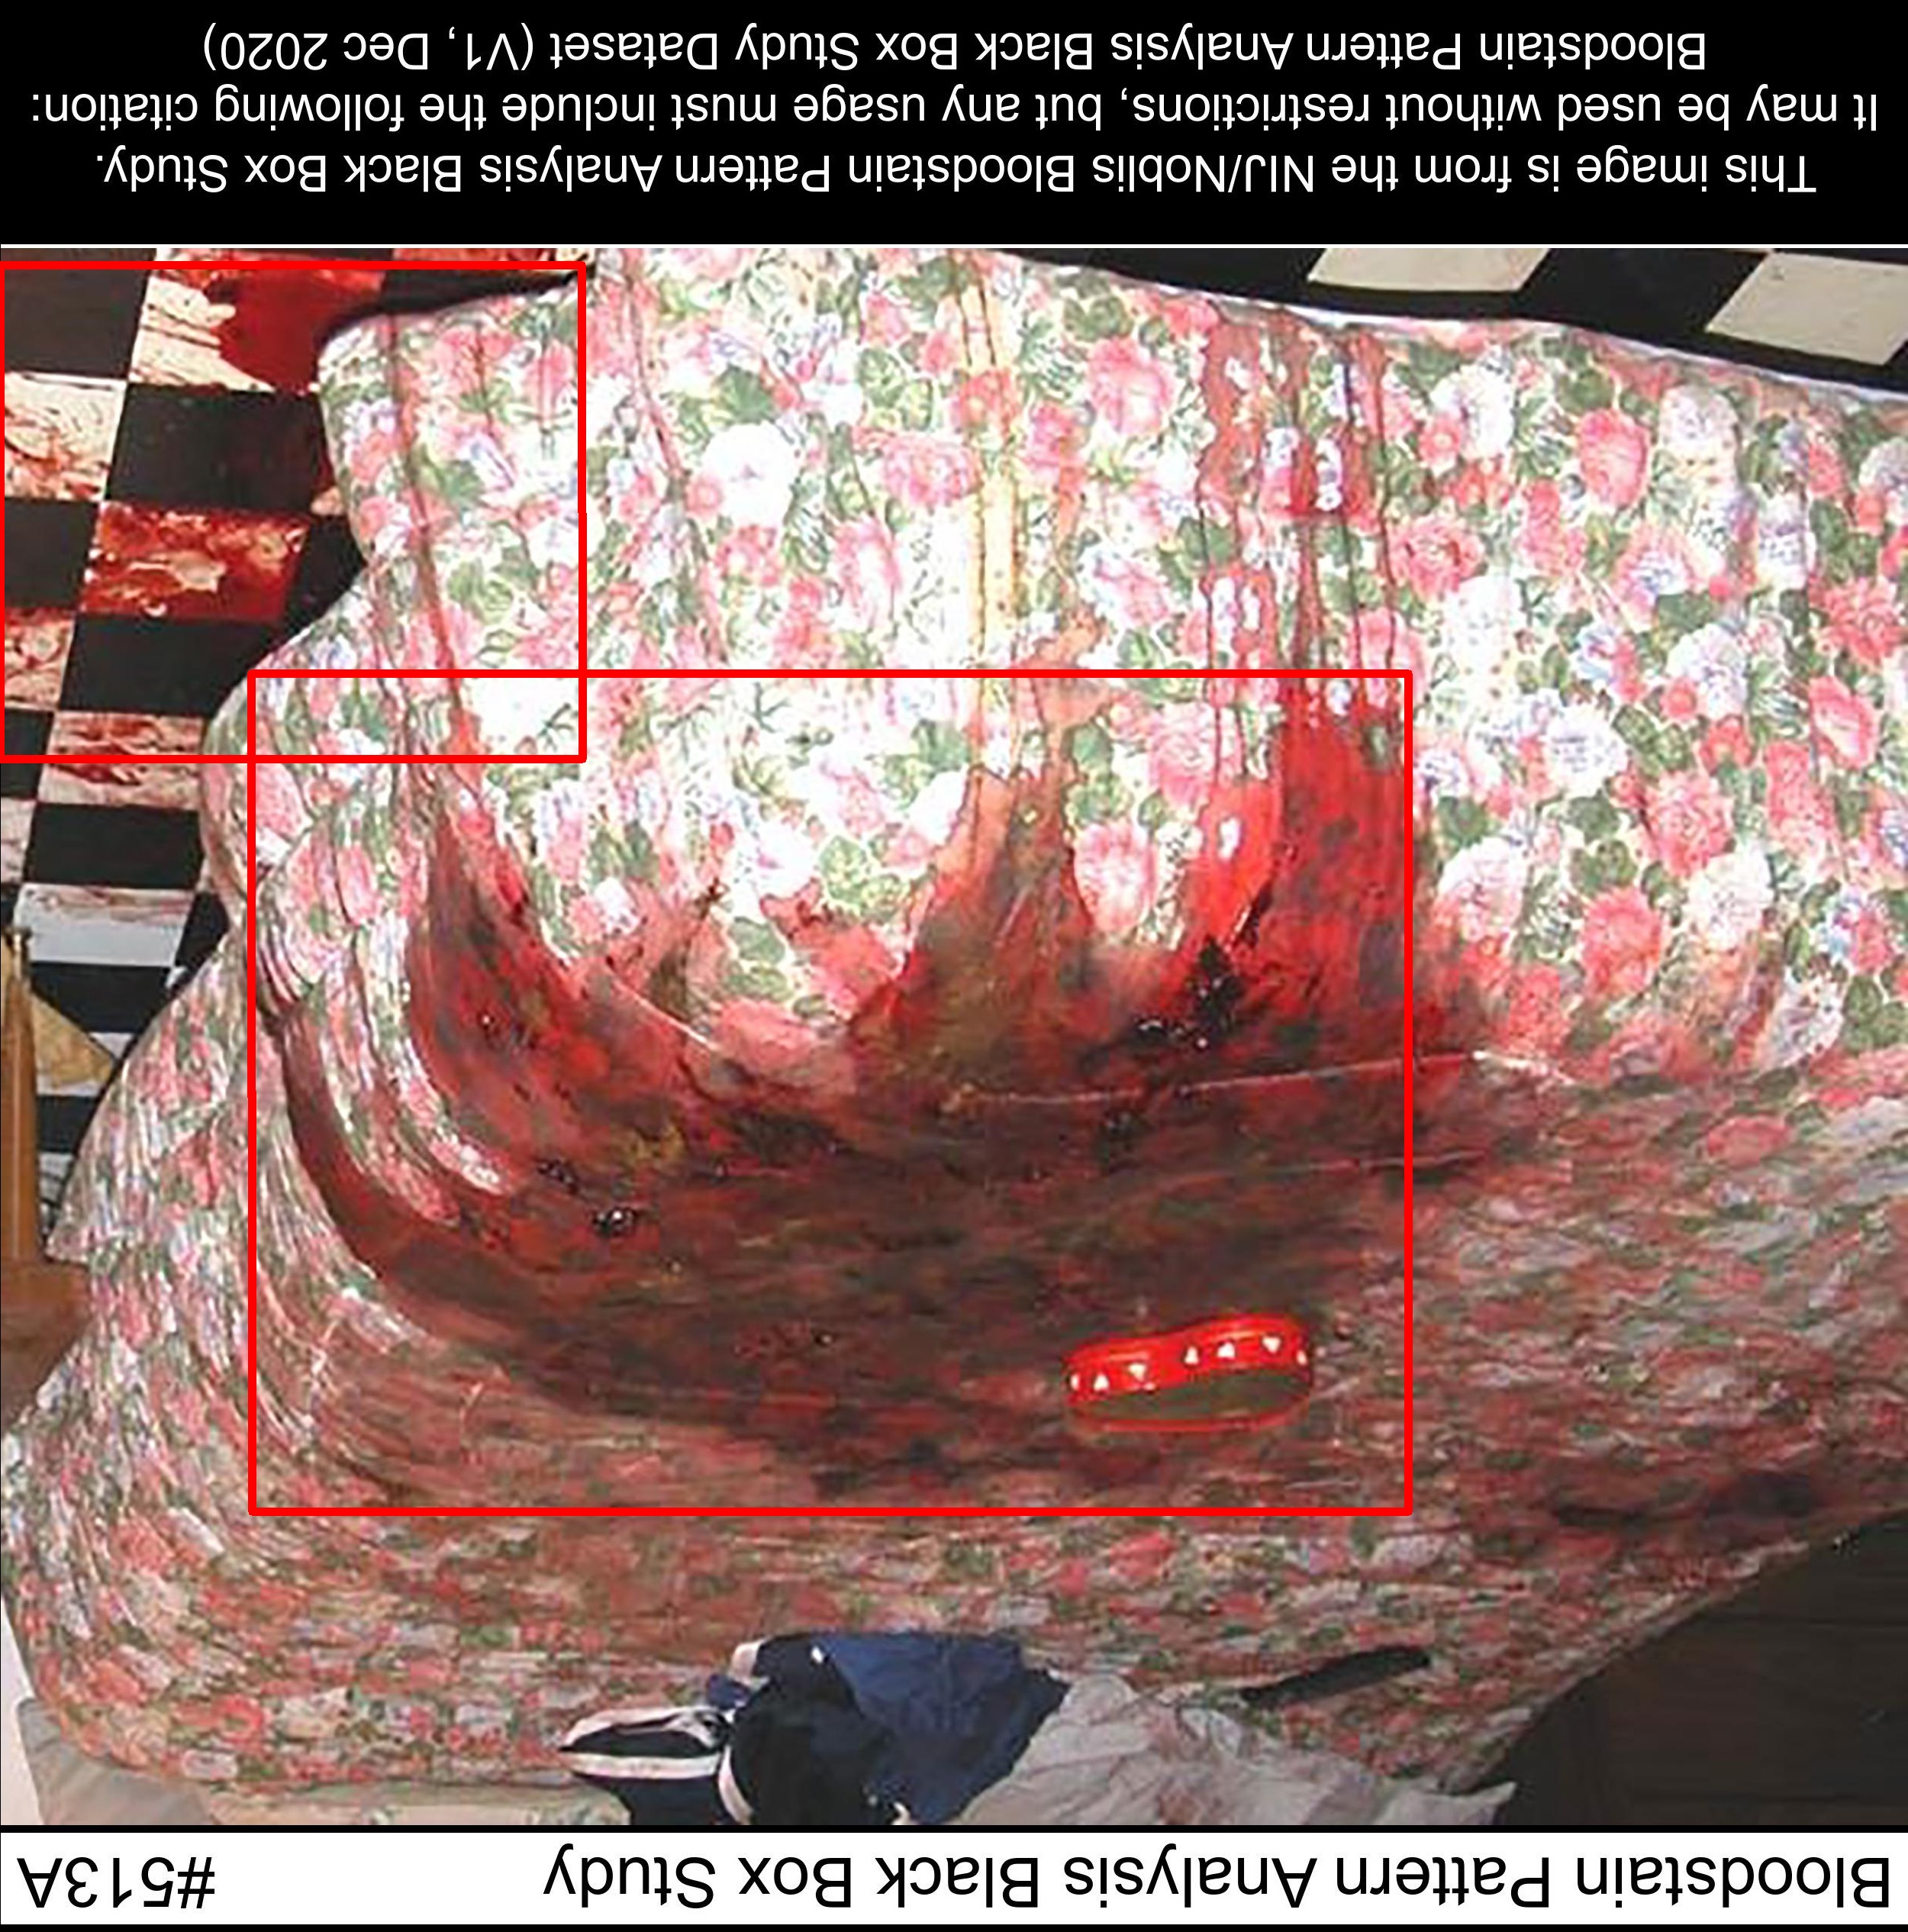 Bloodstain Pattern Analysis Black Box Study #513A
This image is from the NIJ/Noblis Bloodstain Pattern Analysis Black Box Study.
It may be used without restrictions, but any usage must include the following citation:
Bloodstain Pattern Analysis Black Box Study Dataset (V1, Dec 2020)